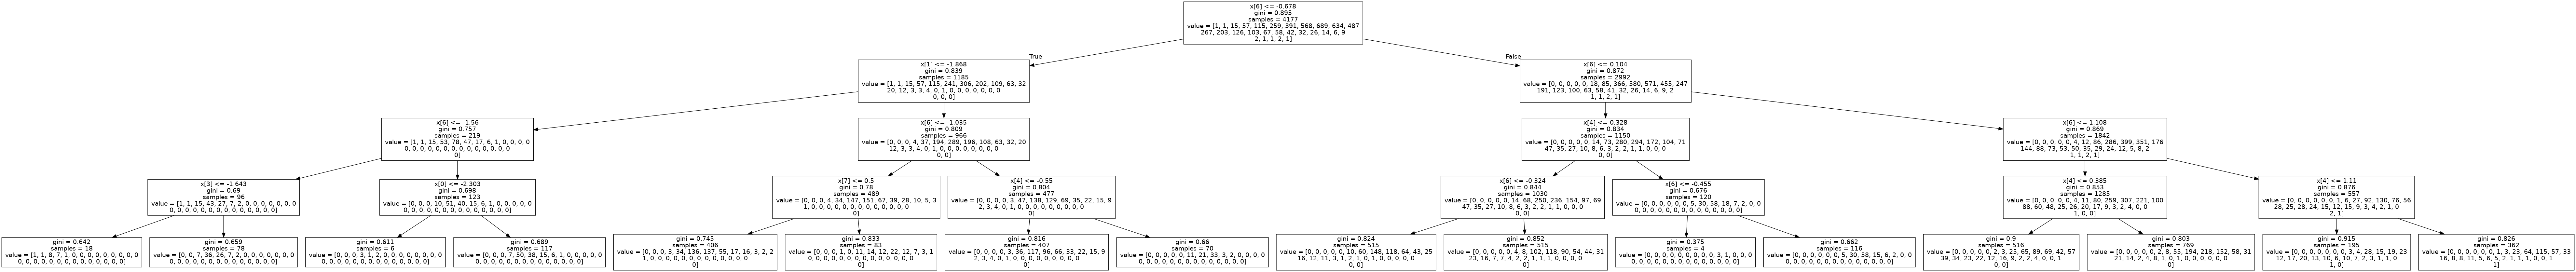 x[6] <= -0.678
gini = 0.895
samples = 4177
value = [1, 1, 15, 57, 115, 259, 391, 568, 689, 634, 487
267, 203, 126, 103, 67, 58, 42, 32, 26, 14, 6, 9
2, 1, 1, 2, 1]
True
False
x[1] <= -1.868
gini = 0.839
samples = 1185
value = [1, 1, 15, 57, 115, 241, 306, 202, 109, 63, 32
20, 12, 3, 3, 4, 0, 1, 0, 0, 0, 0, 0, 0, 0
0, 0, 0]
x[6] <= 0.104
gini = 0.872
samples = 2992
value = [0, 0, 0, 0, 0, 18, 85, 366, 580, 571, 455, 247
191, 123, 100, 63, 58, 41, 32, 26, 14, 6, 9, 2
1, 1, 2, 1]
x[6] <= -1.56
gini = 0.757
samples = 219
value = [1, 1, 15, 53, 78, 47, 17, 6, 1, 0, 0, 0, 0
0, 0, 0, 0, 0, 0, 0, 0, 0, 0, 0, 0, 0, 0
0]
x[6] <= -1.035
gini = 0.809
samples = 966
value = [0, 0, 0, 4, 37, 194, 289, 196, 108, 63, 32, 20
12, 3, 3, 4, 0, 1, 0, 0, 0, 0, 0, 0, 0, 0
0, 0]
x[4] <= 0.328
gini = 0.834
samples = 1150
value = [0, 0, 0, 0, 0, 14, 73, 280, 294, 172, 104, 71
47, 35, 27, 10, 8, 6, 3, 2, 2, 1, 1, 0, 0, 0
0, 0]
x[6] <= 1.108
gini = 0.869
samples = 1842
value = [0, 0, 0, 0, 0, 4, 12, 86, 286, 399, 351, 176
144, 88, 73, 53, 50, 35, 29, 24, 12, 5, 8, 2
1, 1, 2, 1]
x[3] <= -1.643
gini = 0.69
samples = 96
value = [1, 1, 15, 43, 27, 7, 2, 0, 0, 0, 0, 0, 0, 0
0, 0, 0, 0, 0, 0, 0, 0, 0, 0, 0, 0, 0, 0]
x[0] <= -2.303
gini = 0.698
samples = 123
value = [0, 0, 0, 10, 51, 40, 15, 6, 1, 0, 0, 0, 0, 0
0, 0, 0, 0, 0, 0, 0, 0, 0, 0, 0, 0, 0, 0]
x[7] <= 0.5
gini = 0.78
samples = 489
value = [0, 0, 0, 4, 34, 147, 151, 67, 39, 28, 10, 5, 3
1, 0, 0, 0, 0, 0, 0, 0, 0, 0, 0, 0, 0, 0
0]
x[4] <= -0.55
gini = 0.804
samples = 477
value = [0, 0, 0, 0, 3, 47, 138, 129, 69, 35, 22, 15, 9
2, 3, 4, 0, 1, 0, 0, 0, 0, 0, 0, 0, 0, 0
0]
x[6] <= -0.324
gini = 0.844
samples = 1030
value = [0, 0, 0, 0, 0, 14, 68, 250, 236, 154, 97, 69
47, 35, 27, 10, 8, 6, 3, 2, 2, 1, 1, 0, 0, 0
0, 0]
x[6] <= -0.455
gini = 0.676
samples = 120
value = [0, 0, 0, 0, 0, 0, 5, 30, 58, 18, 7, 2, 0, 0
0, 0, 0, 0, 0, 0, 0, 0, 0, 0, 0, 0, 0, 0]
x[4] <= 0.385
gini = 0.853
samples = 1285
value = [0, 0, 0, 0, 0, 4, 11, 80, 259, 307, 221, 100
88, 60, 48, 25, 26, 20, 17, 9, 3, 2, 4, 0, 0
1, 0, 0]
x[4] <= 1.11
gini = 0.876
samples = 557
value = [0, 0, 0, 0, 0, 0, 1, 6, 27, 92, 130, 76, 56
28, 25, 28, 24, 15, 12, 15, 9, 3, 4, 2, 1, 0
2, 1]
gini = 0.642
samples = 18
value = [1, 1, 8, 7, 1, 0, 0, 0, 0, 0, 0, 0, 0, 0
0, 0, 0, 0, 0, 0, 0, 0, 0, 0, 0, 0, 0, 0]
gini = 0.659
samples = 78
value = [0, 0, 7, 36, 26, 7, 2, 0, 0, 0, 0, 0, 0, 0
0, 0, 0, 0, 0, 0, 0, 0, 0, 0, 0, 0, 0, 0]
gini = 0.611
samples = 6
value = [0, 0, 0, 3, 1, 2, 0, 0, 0, 0, 0, 0, 0, 0
0, 0, 0, 0, 0, 0, 0, 0, 0, 0, 0, 0, 0, 0]
gini = 0.689
samples = 117
value = [0, 0, 0, 7, 50, 38, 15, 6, 1, 0, 0, 0, 0, 0
0, 0, 0, 0, 0, 0, 0, 0, 0, 0, 0, 0, 0, 0]
gini = 0.745
samples = 406
value = [0, 0, 0, 3, 34, 136, 137, 55, 17, 16, 3, 2, 2
1, 0, 0, 0, 0, 0, 0, 0, 0, 0, 0, 0, 0, 0
0]
gini = 0.833
samples = 83
value = [0, 0, 0, 1, 0, 11, 14, 12, 22, 12, 7, 3, 1
0, 0, 0, 0, 0, 0, 0, 0, 0, 0, 0, 0, 0, 0
0]
gini = 0.816
samples = 407
value = [0, 0, 0, 0, 3, 36, 117, 96, 66, 33, 22, 15, 9
2, 3, 4, 0, 1, 0, 0, 0, 0, 0, 0, 0, 0, 0
0]
gini = 0.66
samples = 70
value = [0, 0, 0, 0, 0, 11, 21, 33, 3, 2, 0, 0, 0, 0
0, 0, 0, 0, 0, 0, 0, 0, 0, 0, 0, 0, 0, 0]
gini = 0.824
samples = 515
value = [0, 0, 0, 0, 0, 10, 60, 148, 118, 64, 43, 25
16, 12, 11, 3, 1, 2, 1, 0, 1, 0, 0, 0, 0, 0
0, 0]
gini = 0.852
samples = 515
value = [0, 0, 0, 0, 0, 4, 8, 102, 118, 90, 54, 44, 31
23, 16, 7, 7, 4, 2, 2, 1, 1, 1, 0, 0, 0, 0
0]
gini = 0.375
samples = 4
value = [0, 0, 0, 0, 0, 0, 0, 0, 0, 3, 1, 0, 0, 0
0, 0, 0, 0, 0, 0, 0, 0, 0, 0, 0, 0, 0, 0]
gini = 0.662
samples = 116
value = [0, 0, 0, 0, 0, 0, 5, 30, 58, 15, 6, 2, 0, 0
0, 0, 0, 0, 0, 0, 0, 0, 0, 0, 0, 0, 0, 0]
gini = 0.9
samples = 516
value = [0, 0, 0, 0, 0, 2, 3, 25, 65, 89, 69, 42, 57
39, 34, 23, 22, 12, 16, 9, 2, 2, 4, 0, 0, 1
0, 0]
gini = 0.803
samples = 769
value = [0, 0, 0, 0, 0, 2, 8, 55, 194, 218, 152, 58, 31
21, 14, 2, 4, 8, 1, 0, 1, 0, 0, 0, 0, 0, 0
0]
gini = 0.915
samples = 195
value = [0, 0, 0, 0, 0, 0, 0, 3, 4, 28, 15, 19, 23
12, 17, 20, 13, 10, 6, 10, 7, 2, 3, 1, 1, 0
1, 0]
gini = 0.826
samples = 362
value = [0, 0, 0, 0, 0, 0, 1, 3, 23, 64, 115, 57, 33
16, 8, 8, 11, 5, 6, 5, 2, 1, 1, 1, 0, 0, 1
1]